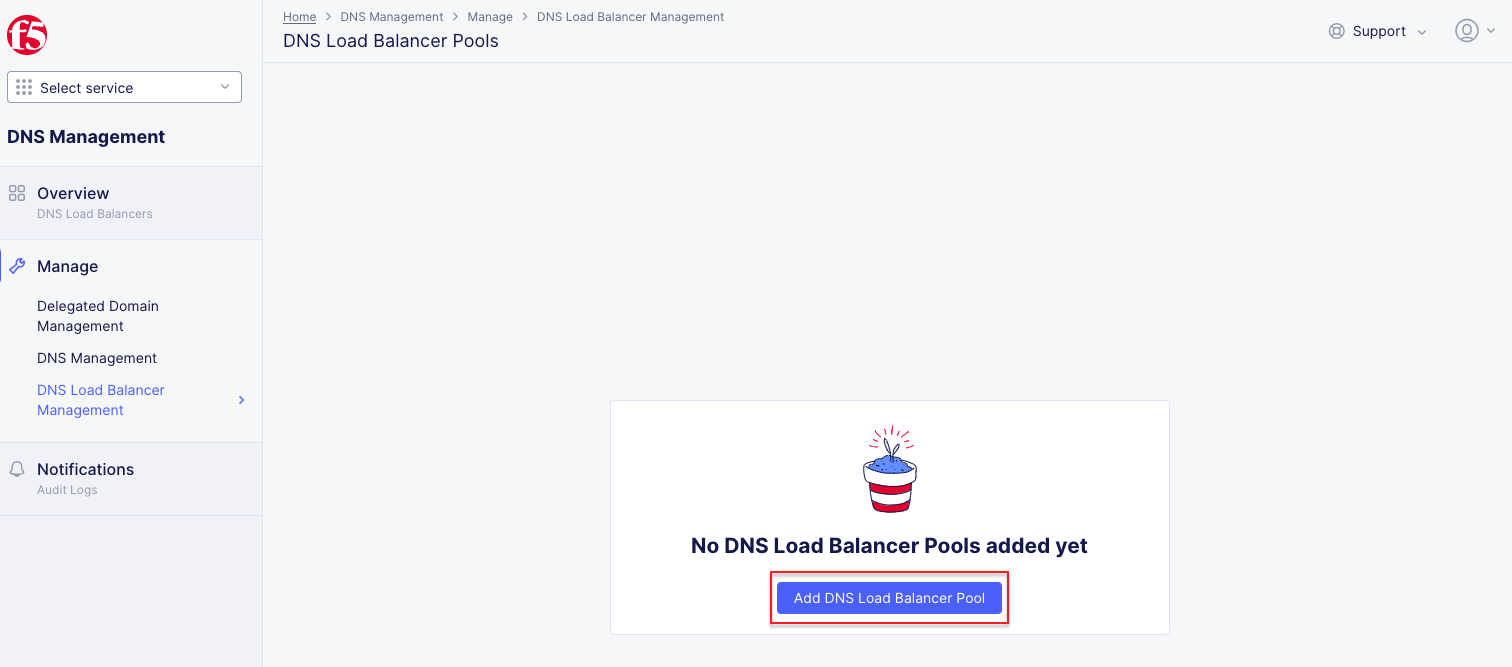 f5
Select service
DNS Management
Overview
DNS Load Balancers
Manage
Delegated Domain
Management
DNS Management
DNS Load Balancer
Management
Notifications
Audit Logs
Home > DNS Management > Manage > DNS Load Balancer Management
DNS Load Balancer Pools
Support
No DNS Load Balancer Pools added yet
Add DNS Load Balancer Pool